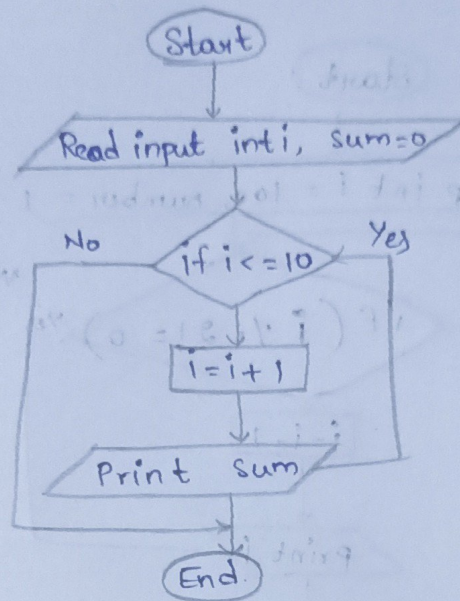 Start
Read input int i, sum=0
No
Yes
if i <= 10
i = i + 1
Print sum
End.